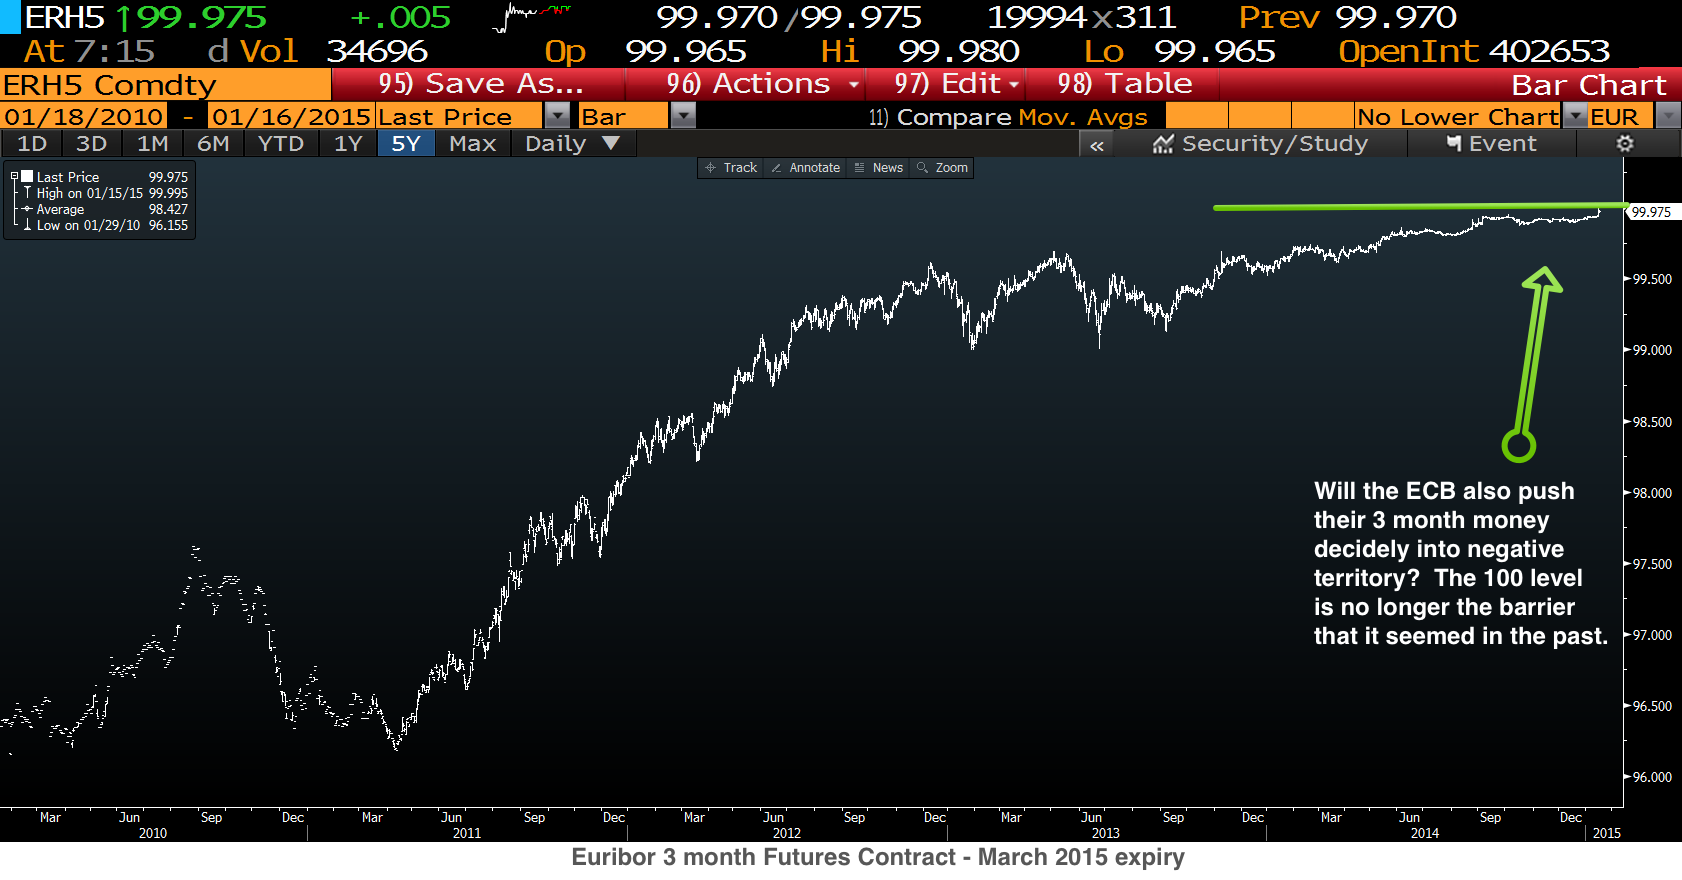 ERH5 ↑99.975 +.005 99.970/99.975 19994x311 Prev 99.970
At 7:15 d Vol 34696 Op 99.965 Hi 99.980 Lo 99.965 OpenInt 402653
ERH5 Comdty 95) Save As... 96) Actions 97) Edit 98) Table Bar Chart
01/18/2010 - 01/16/2015 Last Price Bar 11) Compare Mov. Avgs No Lower Chart EUR
1D 3D 1M 6M YTD 1Y 5Y Max Daily ▼ « Security/Study Event
Track Annotate News Zoom
Last Price 99.975
High on 01/15/15 99.995
Average 98.427
Low on 01/29/10 96.155
99.975
99.500
99.000
98.500
98.000
97.500
97.000
96.500
96.000
Will the ECB also push
their 3 month money
decidely into negative
territory? The 100 level
is no longer the barrier
that it seemed in the past.
Mar Jun Sep Dec Mar Jun Sep Dec Mar Jun Sep Dec Mar Jun Sep Dec Mar Jun Sep Dec
2010 2011 2012 2013 2014 2015
Euribor 3 month Futures Contract - March 2015 expiry